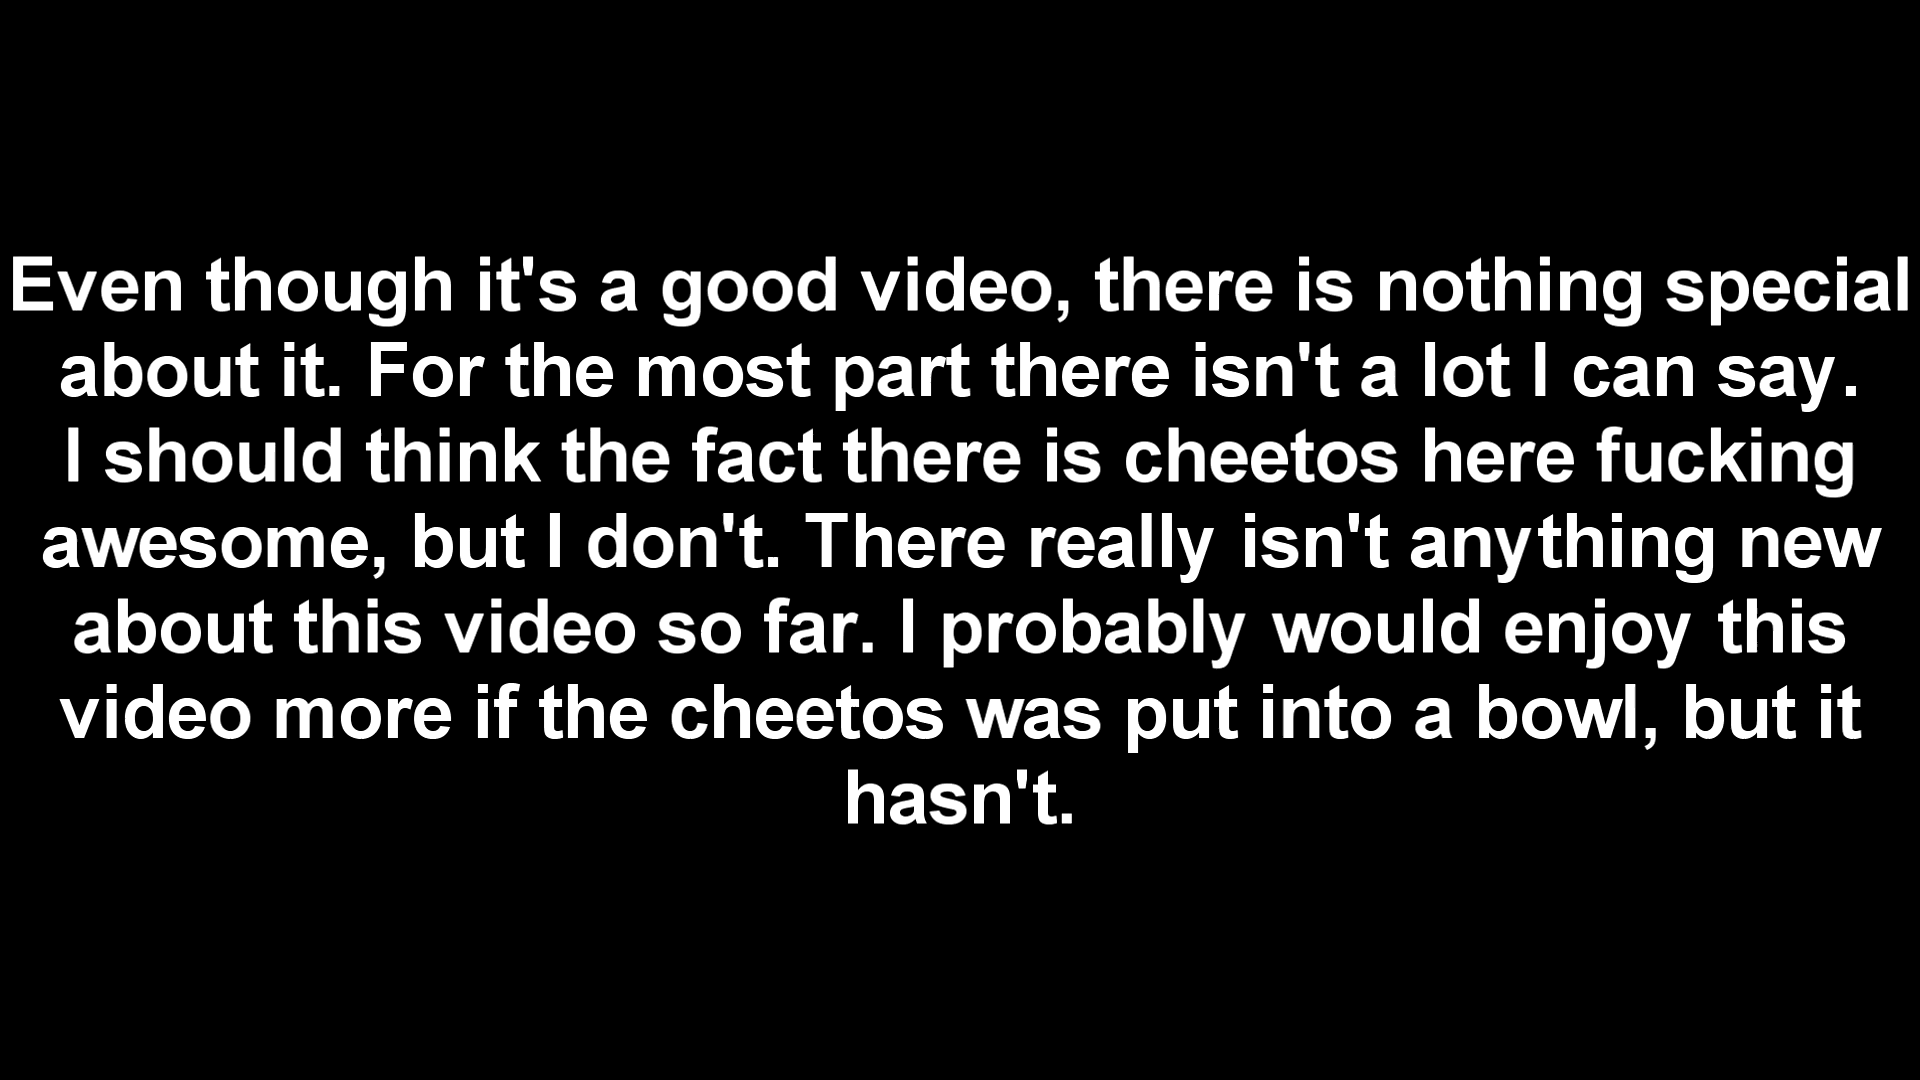 Even though it's a good video, there is nothing special
about it. For the most part there isn't a lot I can say.
I should think the fact there is cheetos here fucking
awesome, but I don't. There really isn't anything new
about this video so far. I probably would enjoy this
video more if the cheetos was put into a bowl, but it
hasn't.